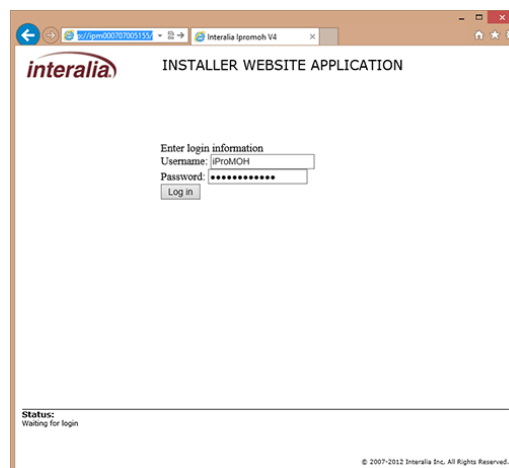 p://ipm000707005155/
Interalia Ipromoh V4
interalia
INSTALLER WEBSITE APPLICATION
Enter login information
Username: iProMOH
Password: ••••••••••••
Log in
Status:
Waiting for login
© 2007-2012 Interalia Inc, All Rights Reserved.